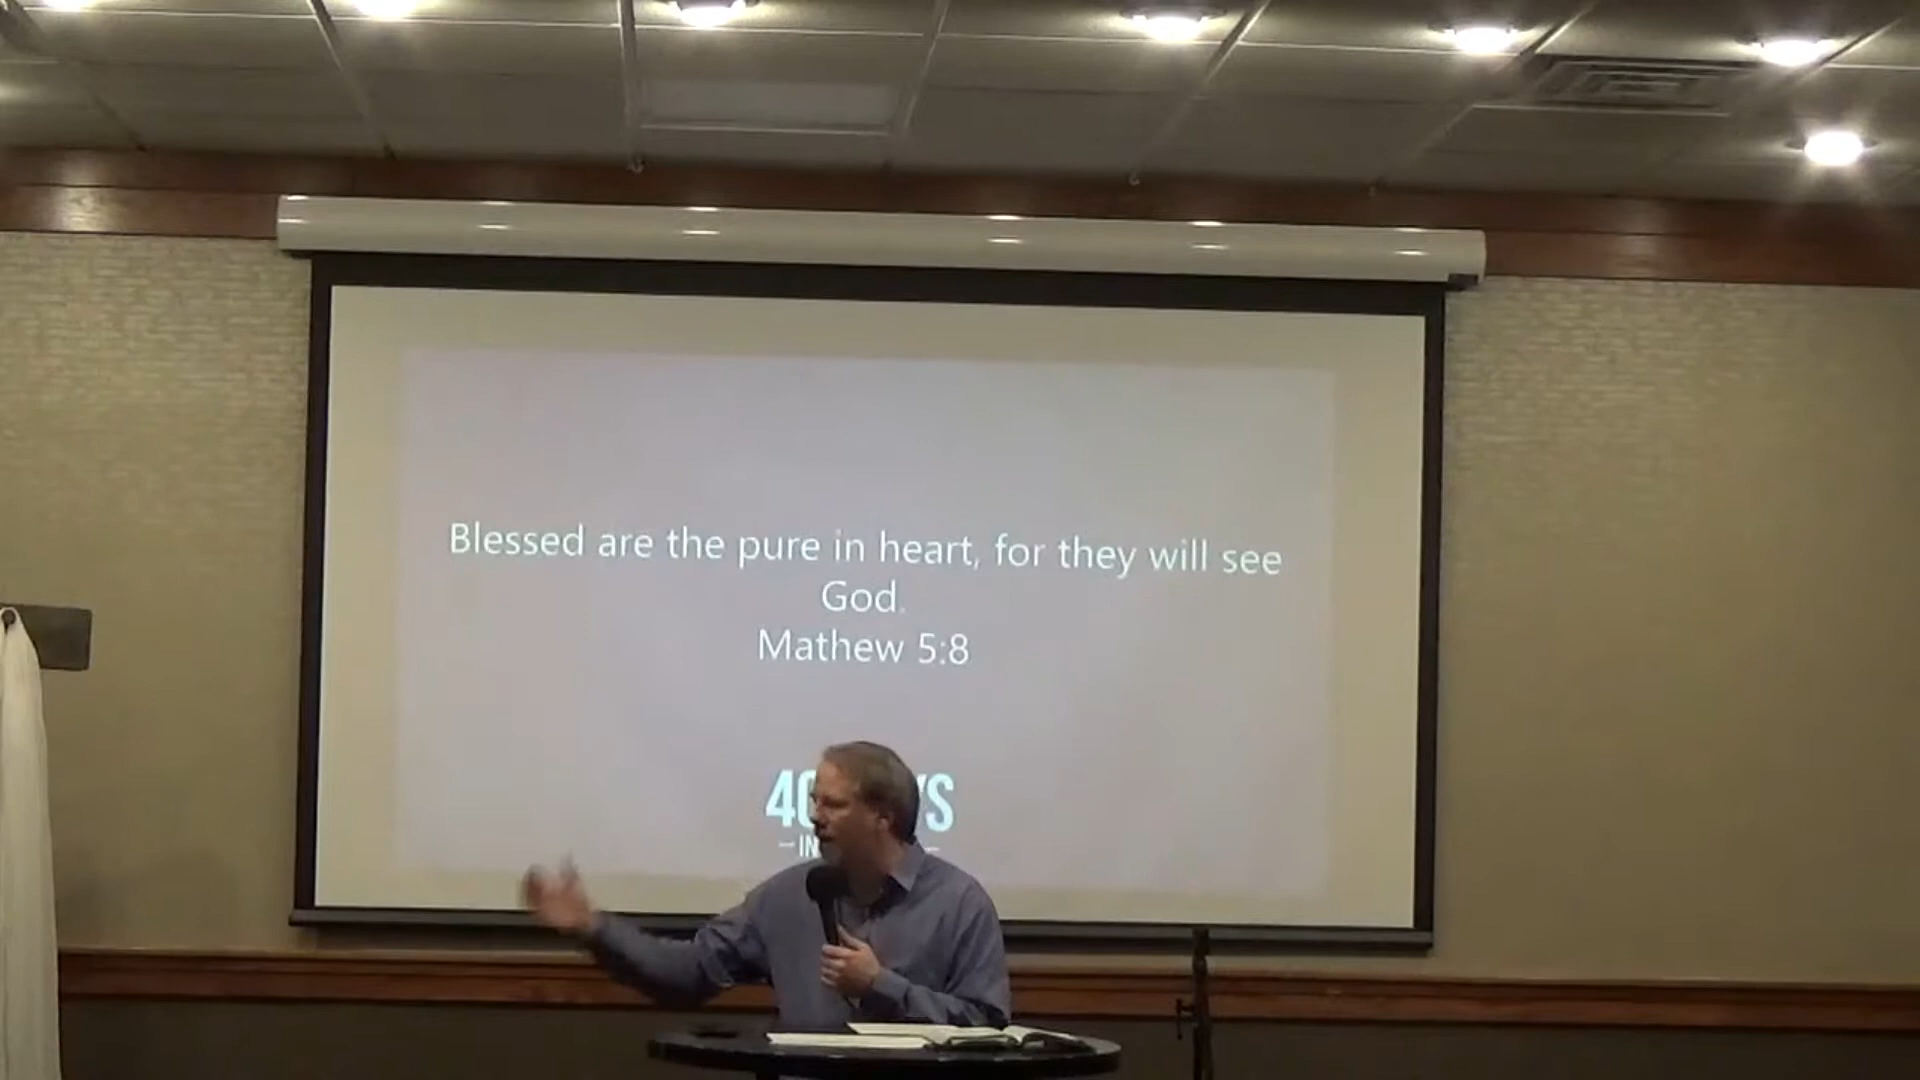 Blessed are the pure in heart, for they will see
God.
Mathew 5:8